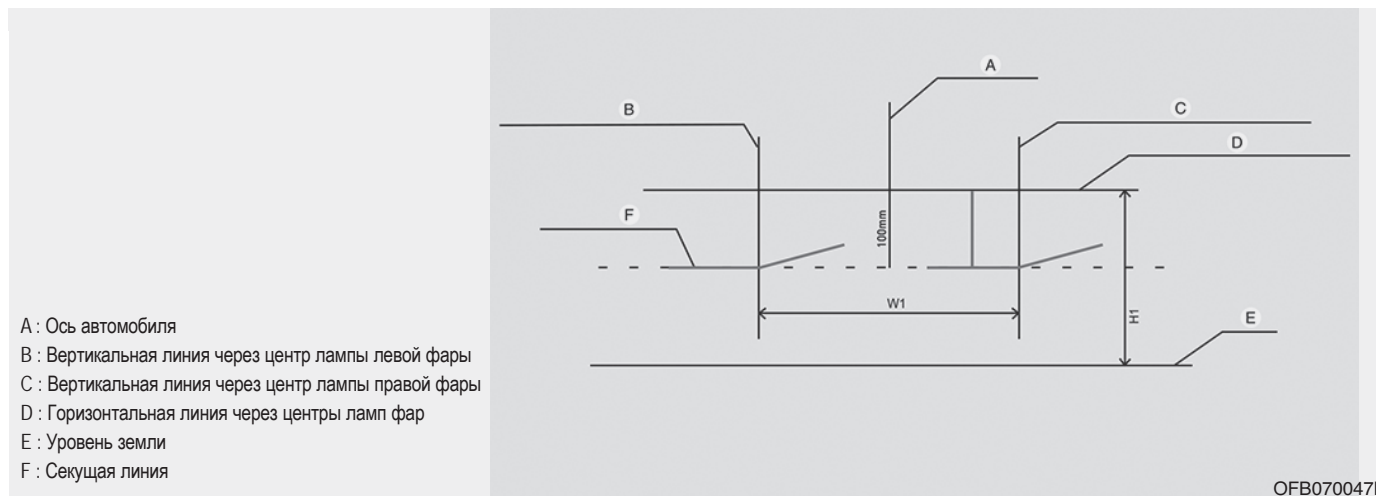 A : Ось автомобиля
B : Вертикальная линия через центр лампы левой фары
C : Вертикальная линия через центр лампы правой фары
D : Горизонтальная линия через центры ламп фар
E : Уровень земли
F : Секущая линия
A
B
C
D
F
100mm
W1
H1
E
OFB070047L